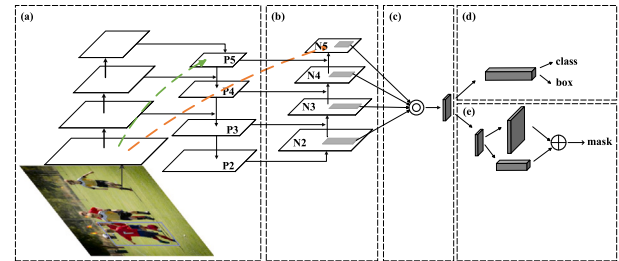 (a)
(b)
(c)
(d)
(e)
P5
P4
P3
P2
N5
N4
N3
N2
class
box
mask